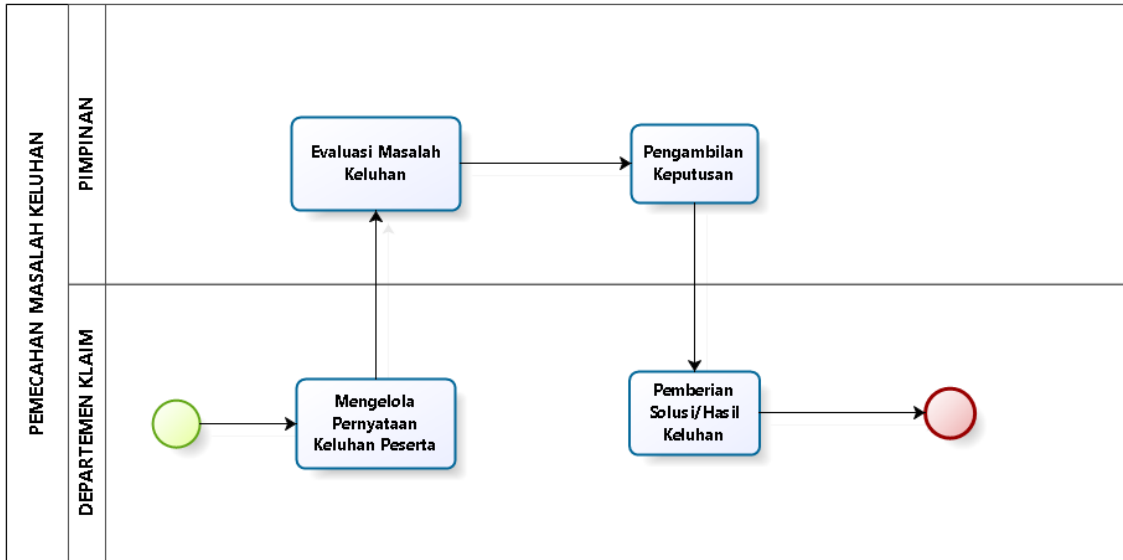 PEMECAHAN MASALAH KELUHAN
PIMPINAN
Evaluasi Masalah
Keluhan
Pengambilan
Keputusan
DEPARTEMEN KLAIM
Mengelola
Pernyataan
Keluhan Peserta
Pemberian
Solusi/Hasil
Keluhan